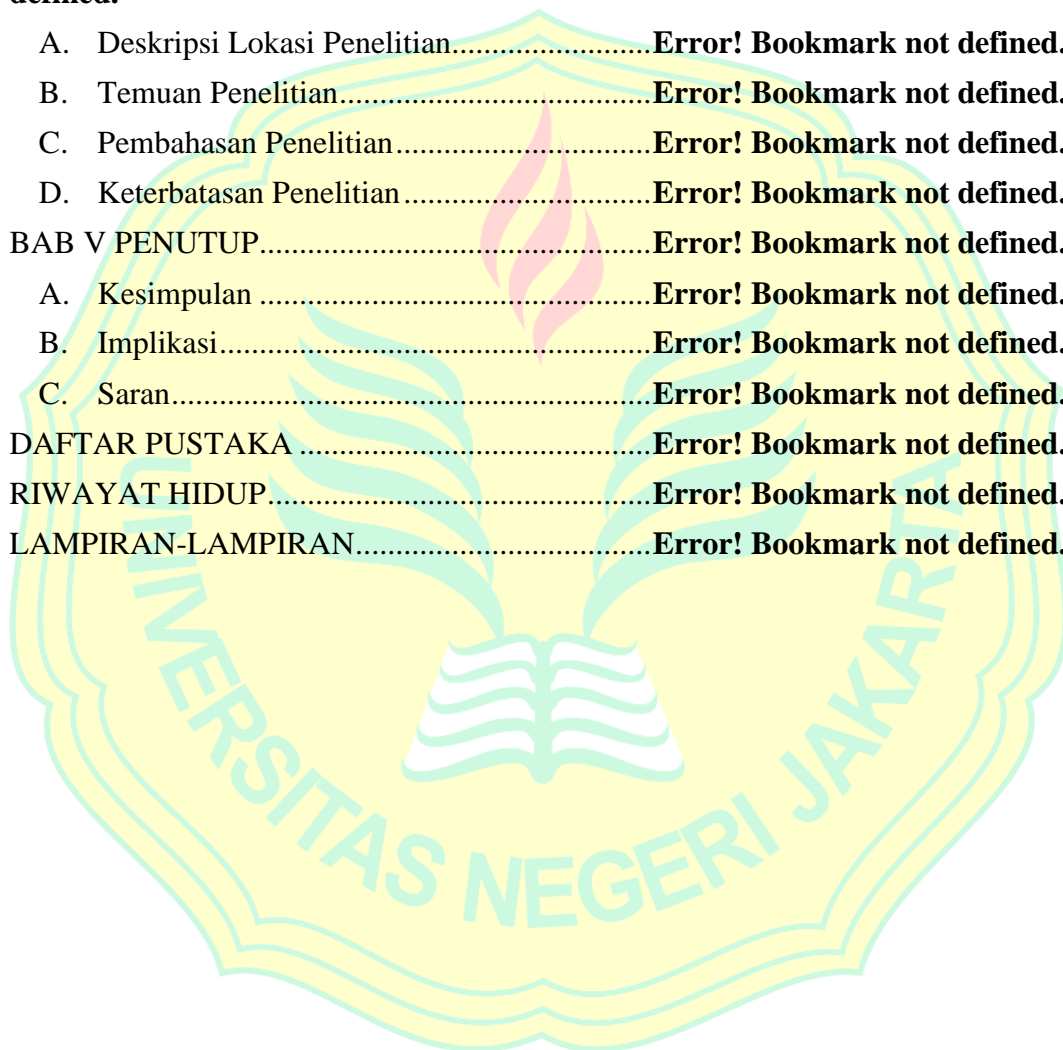 defined.
A. Deskripsi Lokasi Penelitian.........................Error! Bookmark not defined.
B. Temuan Penelitian.......................................Error! Bookmark not defined.
C. Pembahasan Penelitian................................Error! Bookmark not defined.
D. Keterbatasan Penelitian...............................Error! Bookmark not defined.
BAB V PENUTUP.................................................Error! Bookmark not defined.
A. Kesimpulan .................................................Error! Bookmark not defined.
B. Implikasi......................................................Error! Bookmark not defined.
C. Saran............................................................Error! Bookmark not defined.
DAFTAR PUSTAKA ............................................Error! Bookmark not defined.
RIWAYAT HIDUP................................................Error! Bookmark not defined.
LAMPIRAN-LAMPIRAN.....................................Error! Bookmark not defined.
UNIVERSITAS NEGERI JAKARTA